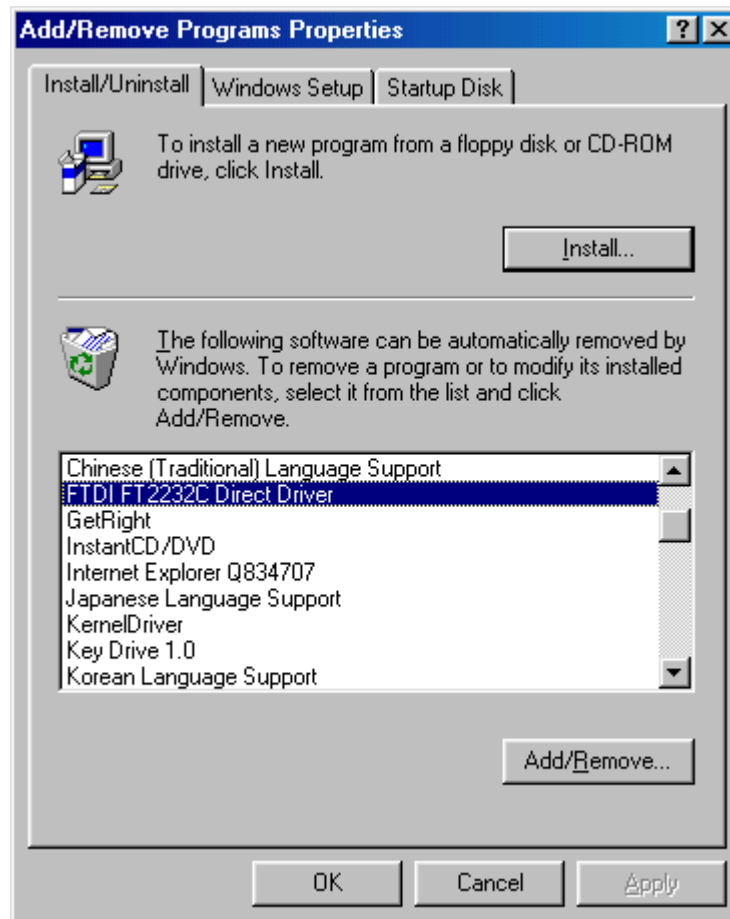 Add/Remove Programs Properties
Install/Uninstall
Windows Setup
Startup Disk
To install a new program from a floppy disk or CD-ROM
drive, click Install.
Install...
The following software can be automatically removed by
Windows. To remove a program or to modify its installed
components, select it from the list and click
Add/Remove.
Chinese (Traditional) Language Support
FTDI FT2232C Direct Driver
GetRight
InstantCD/DVD
Internet Explorer Q834707
Japanese Language Support
KernelDriver
Key Drive 1.0
Korean Language Support
Add/Remove...
OK
Cancel
Apply